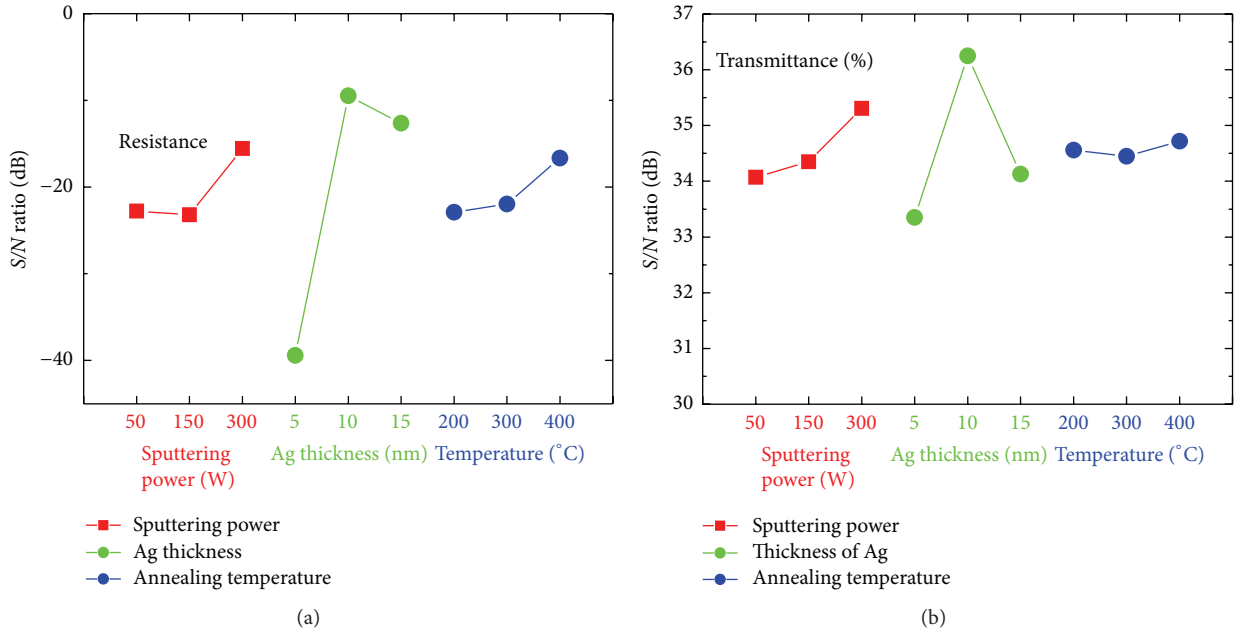 −0
−20
−40
S/N ratio (dB)
Resistance
50 150 300 5 10 15 200 300 400
Sputtering
power (W)
Ag thickness (nm)
Temperature (°C)
Sputtering power
Ag thickness
Annealing temperature
(a)
37
36
35
34
33
32
31
30
S/N ratio (dB)
Transmittance (%)
50 150 300 5 10 15 200 300 400
Sputtering
power (W)
Ag thickness (nm)
Temperature (°C)
Sputtering power
Thickness of Ag
Annealing temperature
(b)